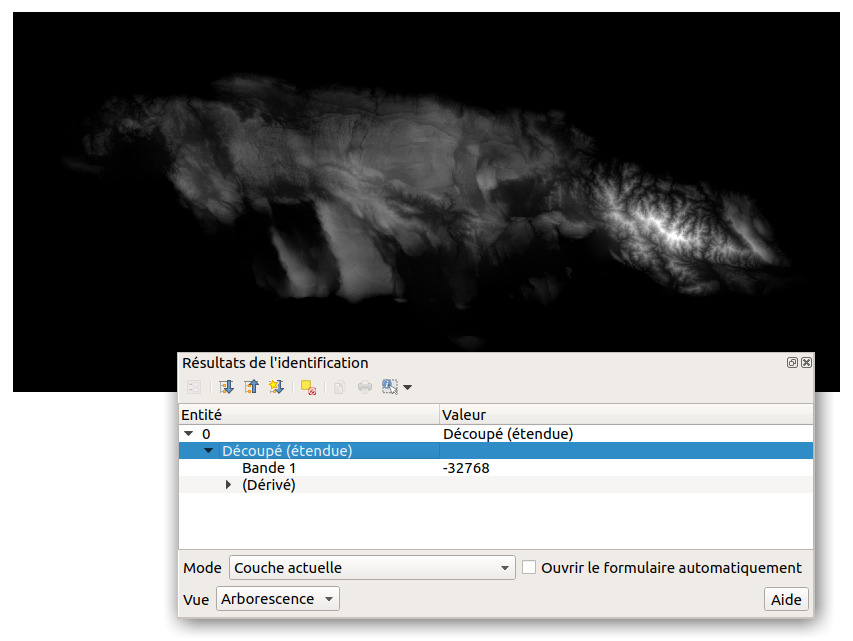 Résultats de l'identification
Entité Valeur
0 Découpé (étendue)
Découpé (étendue)
Bande 1 -32768
(Dérivé)
Mode Couche actuelle Ouvrir le formulaire automatiquement
Vue Arborescence Aide